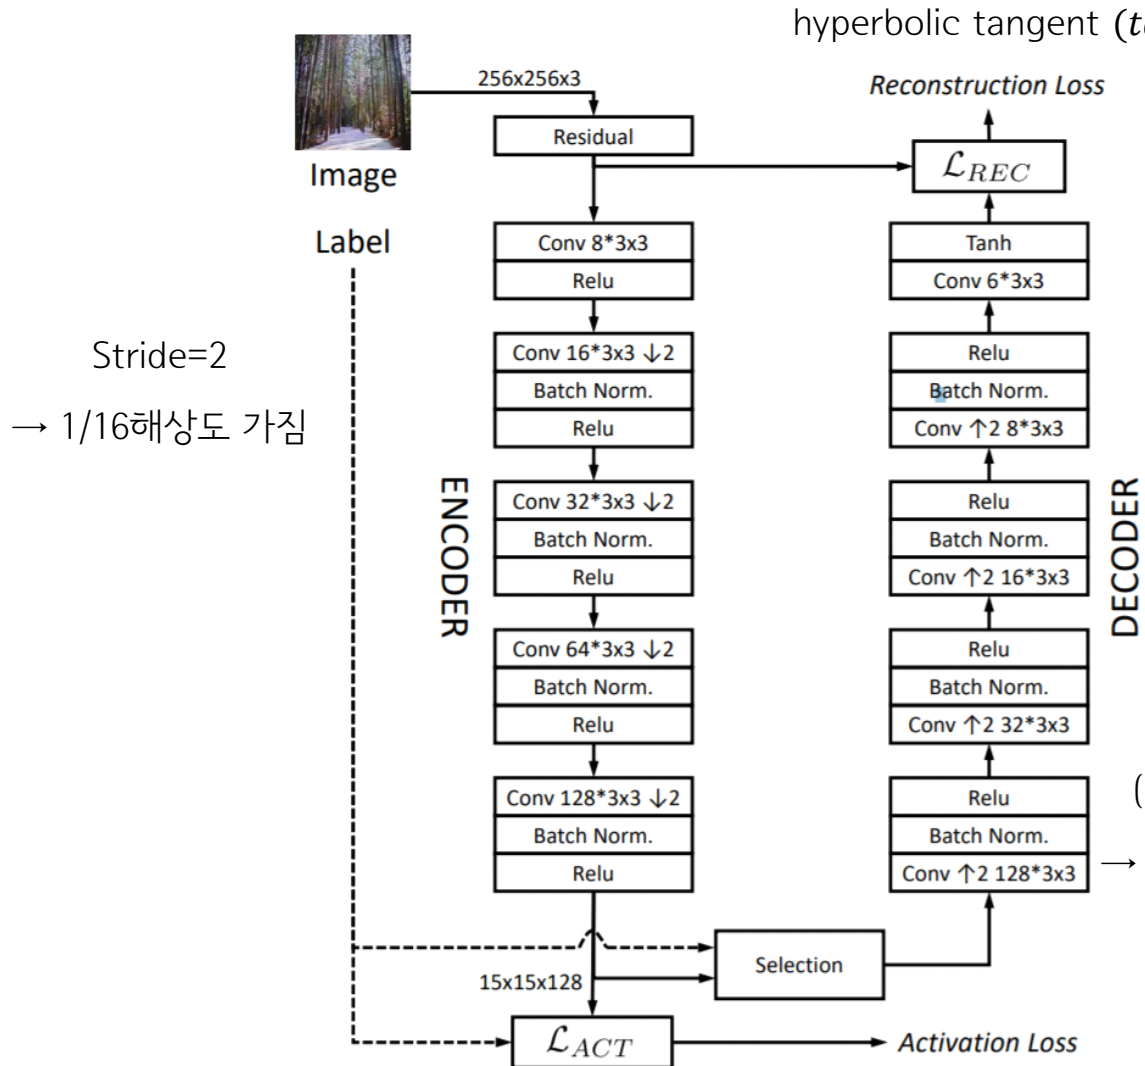 hyperbolic tangent (t
256x256x3
Reconstruction Loss
Residual
Image
ℒREC
Label
Conv 8*3x3
Relu
Tanh
Conv 6*3x3
Stride=2
→ 1/16해상도 가짐
Conv 16*3x3 ↓2
Batch Norm.
Relu
Relu
Batch Norm.
Conv ↑2 8*3x3
ENCODER
Conv 32*3x3 ↓2
Batch Norm.
Relu
Relu
Batch Norm.
Conv ↑2 16*3x3
DECODER
Conv 64*3x3 ↓2
Batch Norm.
Relu
Relu
Batch Norm.
Conv ↑2 32*3x3
Conv 128*3x3 ↓2
Batch Norm.
Relu
Relu
Batch Norm.
Conv ↑2 128*3x3
(
→
Selection
15x15x128
ℒACT
Activation Loss